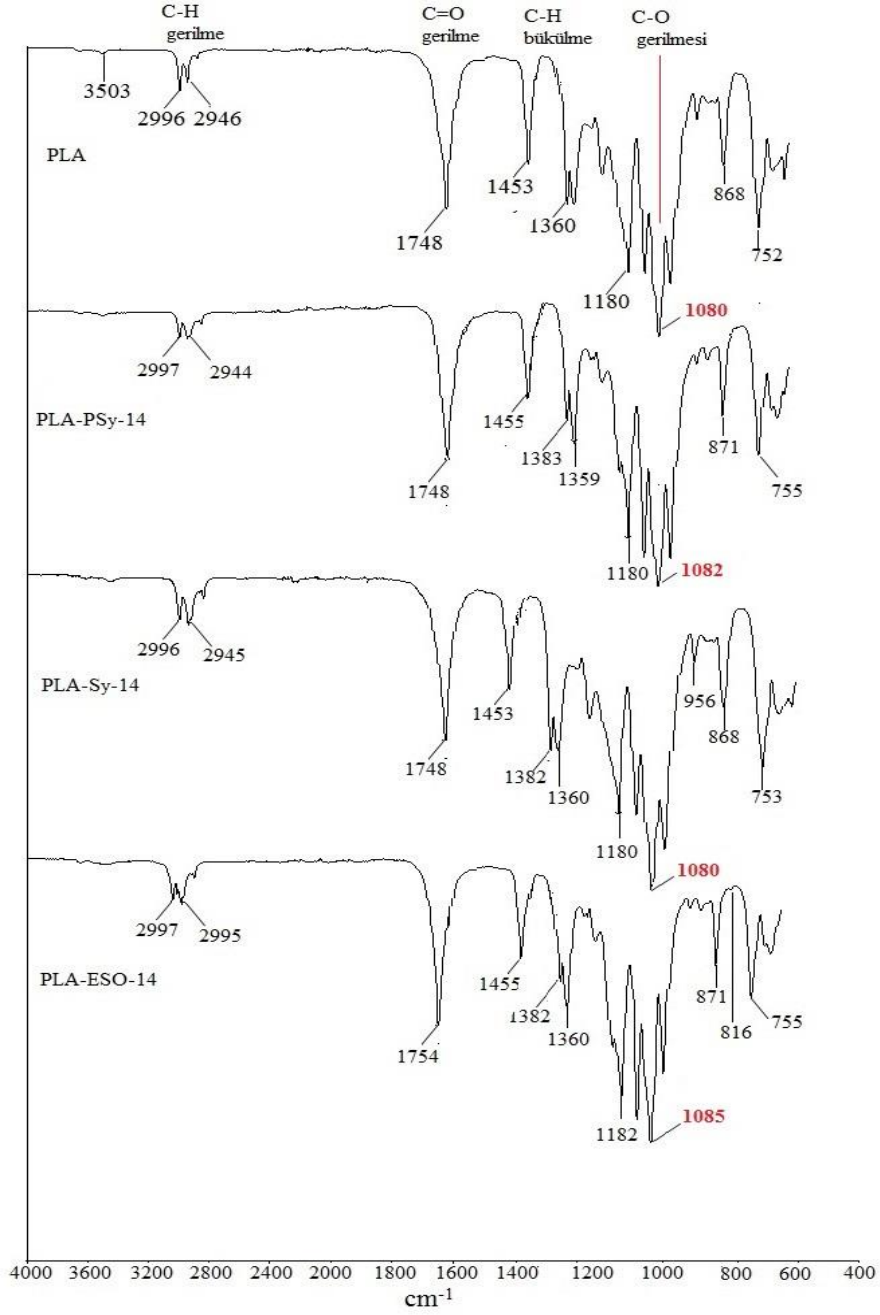 C-H
gerilme
C=O
gerilme
C-H
bükülme
C-O
gerilmesi
3503
2996 2946
PLA
1748
1453
1360
1180
1080
868
752
2997 2944
PLA-PSy-14
1748
1455
1383
1359
1180
1082
871
755
2996 2945
PLA-Sy-14
1748
1453
1382
1360
1180
1080
956
868
753
2997 2995
PLA-ESO-14
1754
1455
1382
1360
1182
1085
871
816
755
4000 3600 3200 2800 2400 2000 1600 1400 1200 1000 800 600 400
cm-1